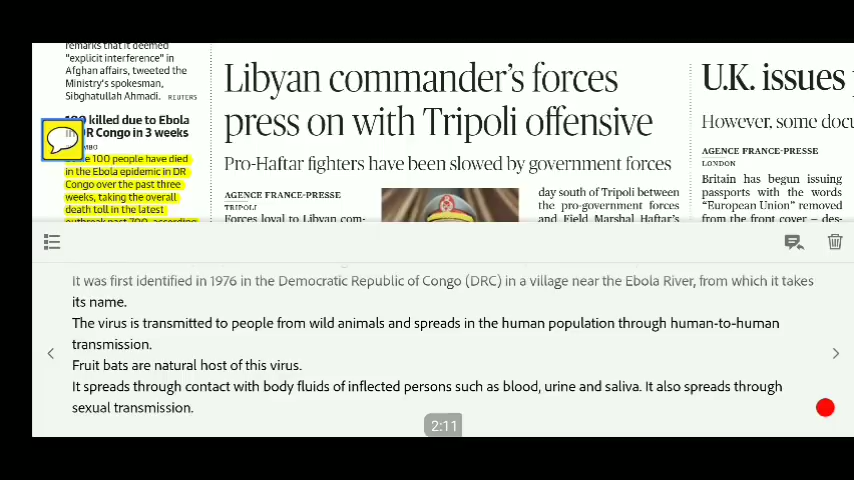 remarks that it deemed
"explicit interference" in
Afghan affairs, tweeted the
Ministry's spokesman,
Sibghatullah Ahmadi. REUTERS
killed due to Ebola
DR Congo in 3 weeks
100 people have died
in the Ebola epidemic in DR
Congo over the past three
weeks, taking the overall
death toll in the latest
outbreak past 700, according
Libyan commander's forces
press on with Tripoli offensive
Pro-Haftar fighters have been slowed by government forces
AGENCE FRANCE-PRESSE
TRIPOLI
Forces loyal to Libyan com-
day south of Tripoli between
the pro-government forces
and Field Marshal Haftar's
U.K. issues
However, some docu
AGENCE FRANCE-PRESSE
LONDON
Britain has begun issuing
passports with the words
"European Union" removed
from the front cover – des-
It was first identified in 1976 in the Democratic Republic of Congo (DRC) in a village near the Ebola River, from which it takes
its name.
The virus is transmitted to people from wild animals and spreads in the human population through human-to-human
transmission.
Fruit bats are natural host of this virus.
It spreads through contact with body fluids of inflected persons such as blood, urine and saliva. It also spreads through
sexual transmission.
2:11